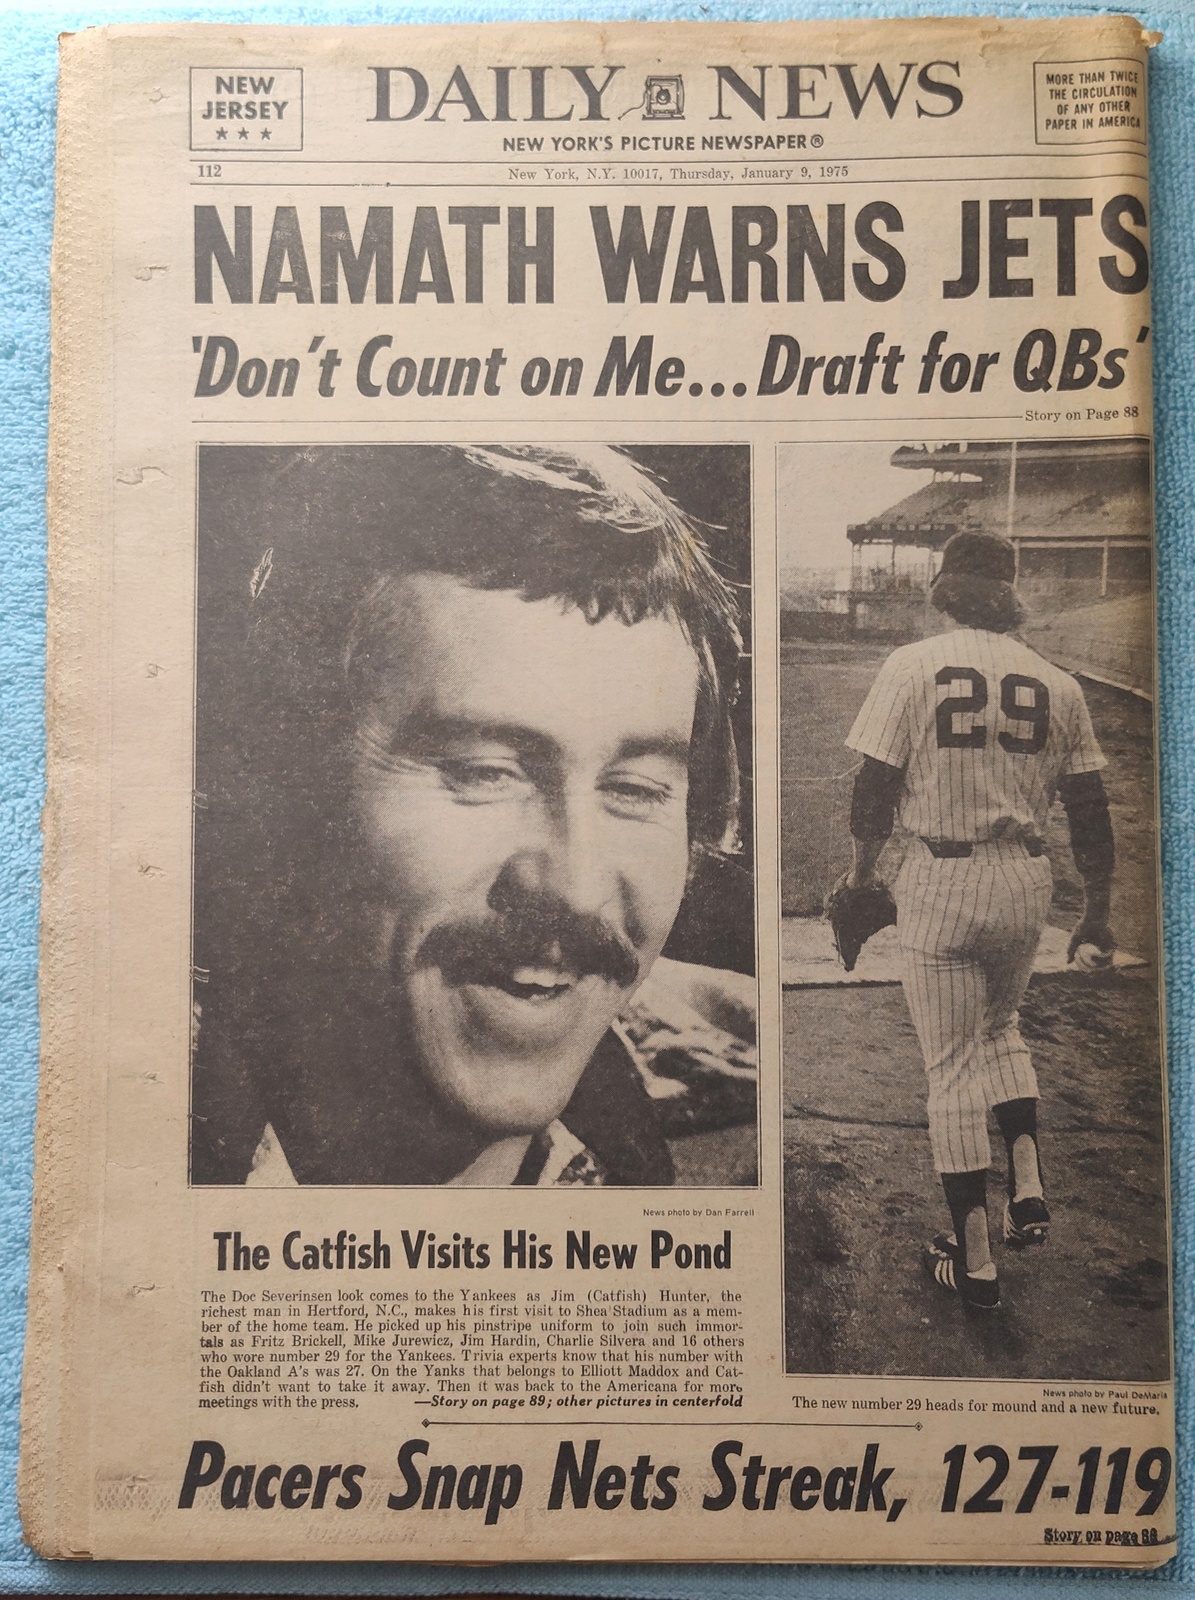 NEW
JERSEY
★ ★ ★
DAILY NEWS
NEW YORK'S PICTURE NEWSPAPER®
MORE THAN TWICE
THE CIRCULATION
OF ANY OTHER
PAPER IN AMERICA
112
New York, N.Y. 10017, Thursday, January 9, 1975
NAMATH WARNS JETS
'Don't Count on Me...Draft for QBs'
Story on Page 88
29
News photo by Dan Farrell
The Catfish Visits His New Pond
The Doc Severinsen look comes to the Yankees as Jim (Catfish) Hunter, the
richest man in Hertford, N.C., makes his first visit to Shea Stadium as a mem-
ber of the home team. He picked up his pinstripe uniform to join such immor-
tals as Fritz Brickell, Mike Jurewicz, Jim Hardin, Charlie Silvera and 16 others
who wore number 29 for the Yankees. Trivia experts know that his number with
the Oakland A's was 27. On the Yanks that belongs to Elliott Maddox and Cat-
fish didn't want to take it away. Then it was back to the Americana for more
meetings with the press. —Story on page 89; other pictures in centerfold
News photo by Paul DeMaria
The new number 29 heads for mound and a new future.
Pacers Snap Nets Streak, 127-119
Story on page 88